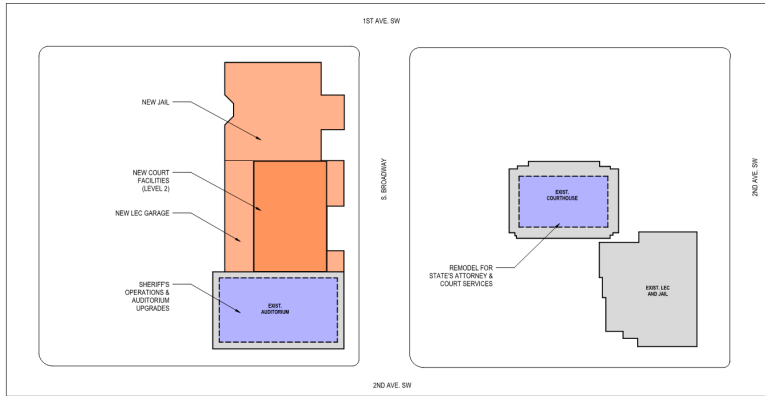 1ST AVE. SW
NEW JAIL
NEW COURT
FACILITIES
(LEVEL 2)
NEW LEC GARAGE
SHERIFF'S
OPERATIONS &
AUDITORIUM
UPGRADES
EXIST.
AUDITORIUM
S. BROADWAY
EXIST.
COURTHOUSE
REMODEL FOR
STATE'S ATTORNEY &
COURT SERVICES
EXIST. LEC
AND JAIL
2ND AVE. SW
2ND AVE. SW